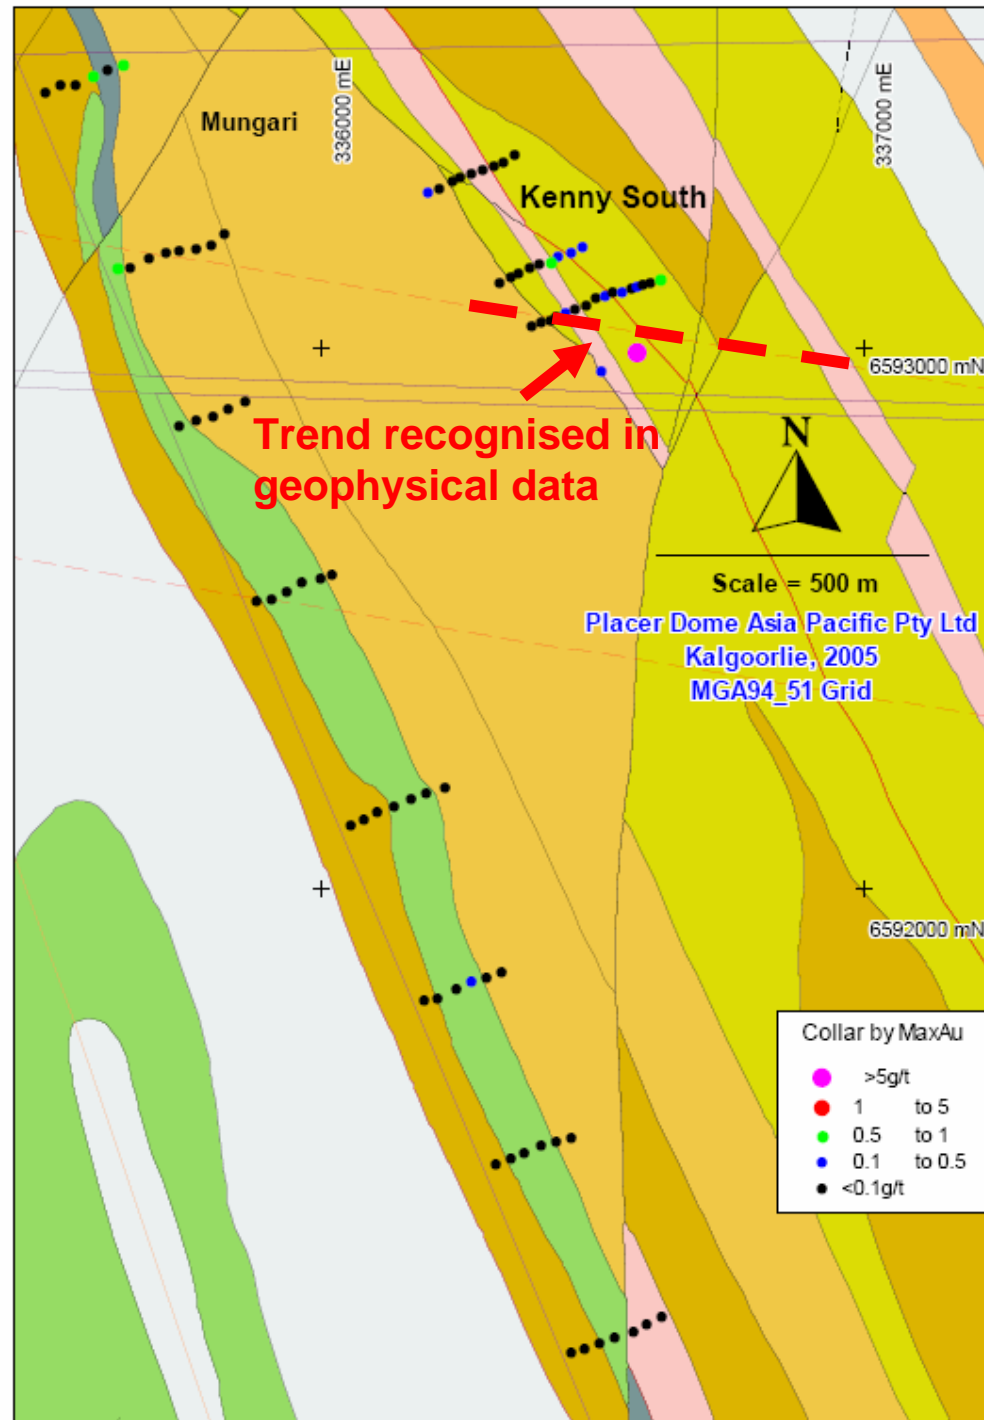 336000 mE
337000 mE
Mungari
Kenny South
6593000 mN
Trend recognised in
geophysical data
N
Scale = 500 m
Placer Dome Asia Pacific Pty Ltd
Kalgoorlie, 2005
MGA94_51 Grid
6592000 mN
Collar by MaxAu
>5g/t
1 to 5
0.5 to 1
0.1 to 0.5
<0.1g/t